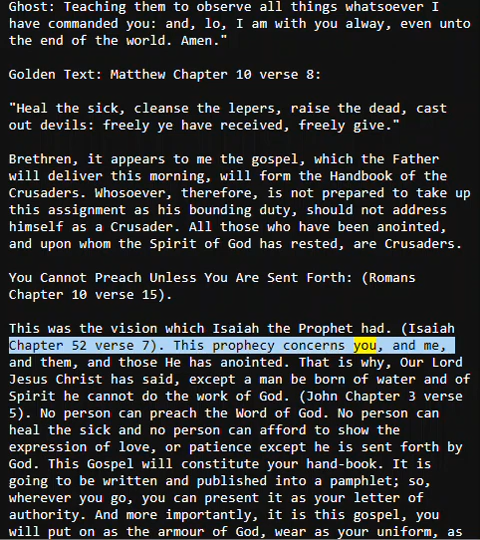 Ghost: Teaching them to observe all things whatsoever I
have commanded you: and, lo, I am with you alway, even unto
the end of the world. Amen."
Golden Text: Matthew Chapter 10 verse 8:
"Heal the sick, cleanse the lepers, raise the dead, cast
out devils: freely ye have received, freely give."
Brethren, it appears to me the gospel, which the Father
will deliver this morning, will form the Handbook of the
Crusaders. Whosoever, therefore, is not prepared to take up
this assignment as his bounding duty, should not address
himself as a Crusader. All those who have been anointed,
and upon whom the Spirit of God has rested, are Crusaders.
You Cannot Preach Unless You Are Sent Forth: (Romans
Chapter 10 verse 15).
This was the vision which Isaiah the Prophet had. (Isaiah
Chapter 52 verse 7). This prophecy concerns you, and me,
and them, and those He has anointed. That is why, Our Lord
Jesus Christ has said, except a man be born of water and of
Spirit he cannot do the work of God. (John Chapter 3 verse
5). No person can preach the Word of God. No person can
heal the sick and no person can afford to show the
expression of love, or patience except he is sent forth by
God. This Gospel will constitute your hand-book. It is
going to be written and published into a pamphlet; so,
wherever you go, you can present it as your letter of
authority. And more importantly, it is this gospel, you
will put on as the armour of God, wear as your uniform, as